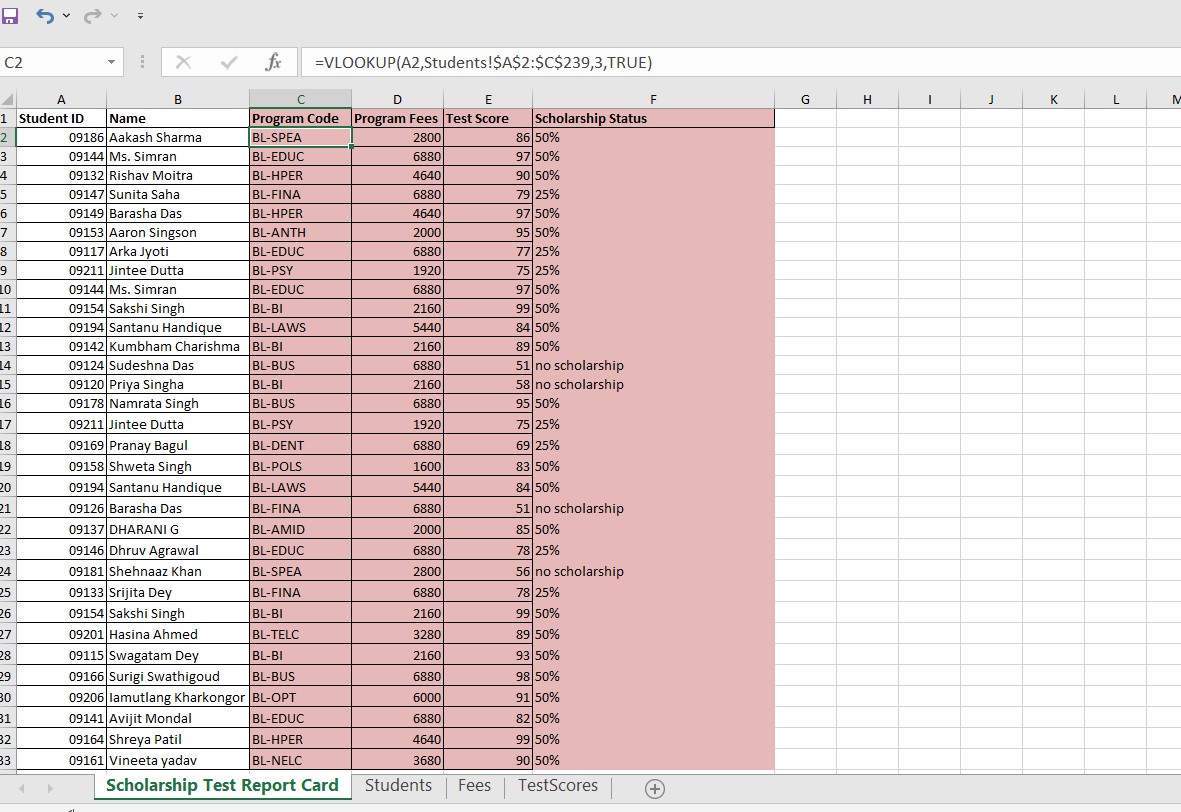 C2 fx =VLOOKUP(A2,Students!$A$2:$C$239,3,TRUE)
A B C D E F G H I J K L M
1 Student ID Name Program Code Program Fees Test Score Scholarship Status
2 09186 Aakash Sharma BL-SPEA 2800 86 50%
3 09144 Ms. Simran BL-EDUC 6880 97 50%
4 09132 Rishav Moitra BL-HPER 4640 90 50%
5 09147 Sunita Saha BL-FINA 6880 79 25%
6 09149 Barasha Das BL-HPER 4640 97 50%
7 09153 Aaron Singson BL-ANTH 2000 95 50%
8 09117 Arka Jyoti BL-EDUC 6880 77 25%
9 09211 Jintee Dutta BL-PSY 1920 75 25%
10 09144 Ms. Simran BL-EDUC 6880 97 50%
11 09154 Sakshi Singh BL-BI 2160 99 50%
12 09194 Santanu Handique BL-LAWS 5440 84 50%
13 09142 Kumbham Charishma BL-BI 2160 89 50%
14 09124 Sudeshna Das BL-BUS 6880 51 no scholarship
15 09120 Priya Singha BL-BI 2160 58 no scholarship
16 09178 Namrata Singh BL-BUS 6880 95 50%
17 09211 Jintee Dutta BL-PSY 1920 75 25%
18 09169 Pranay Bagul BL-DENT 6880 69 25%
19 09158 Shweta Singh BL-POLS 1600 83 50%
20 09194 Santanu Handique BL-LAWS 5440 84 50%
21 09126 Barasha Das BL-FINA 6880 51 no scholarship
22 09137 DHARANI G BL-AMID 2000 85 50%
23 09146 Dhruv Agrawal BL-EDUC 6880 78 25%
24 09181 Shehnaaz Khan BL-SPEA 2800 56 no scholarship
25 09133 Srijita Dey BL-FINA 6880 78 25%
26 09154 Sakshi Singh BL-BI 2160 99 50%
27 09201 Hasina Ahmed BL-TELC 3280 89 50%
28 09115 Swagatam Dey BL-BI 2160 93 50%
29 09166 Surigi Swathigoud BL-BUS 6880 98 50%
30 09206 Iamutlang Kharkongor BL-OPT 6000 91 50%
31 09141 Avijit Mondal BL-EDUC 6880 82 50%
32 09164 Shreya Patil BL-HPER 4640 99 50%
33 09161 Vineeta yadav BL-NELC 3680 90 50%
Scholarship Test Report Card Students Fees TestScores